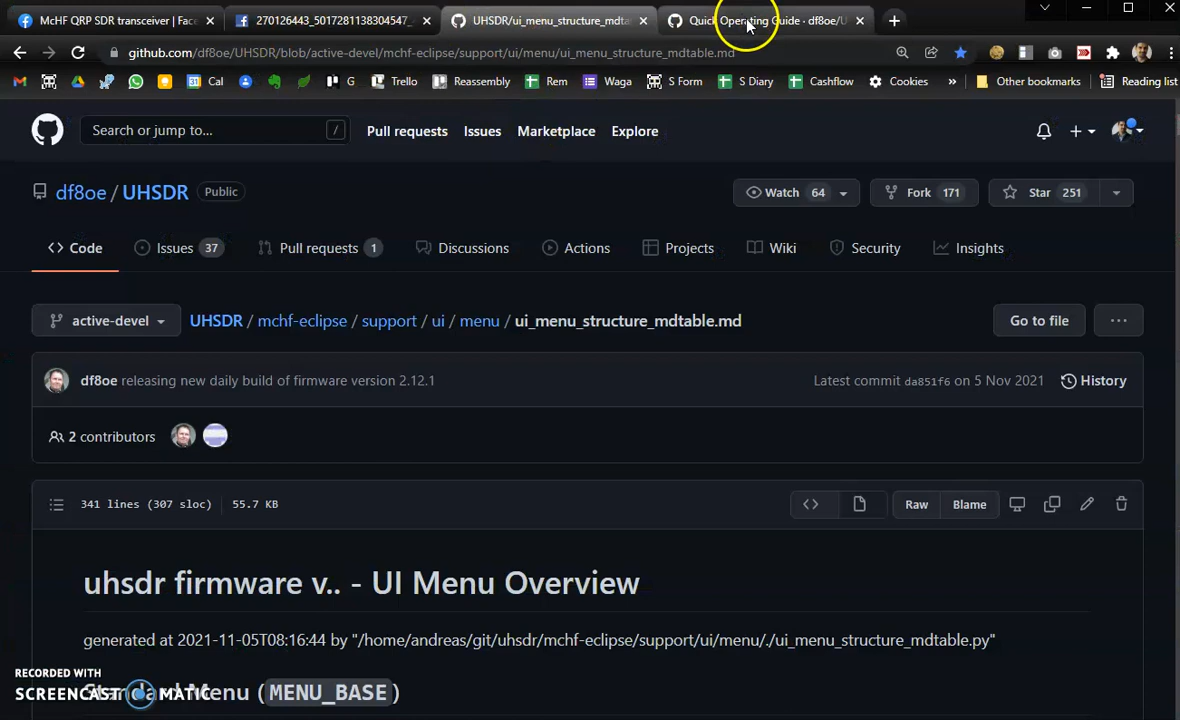 McHF QRP SDR transceiver | Fac
270126443_5017281138304547_
UHSDR/ui_menu_structure_mdta
Quick Operating Guide · df8oe/U
github.com/df8oe/UHSDR/blob/active-devel/mchf-eclipse/support/ui/menu/ui_menu_structure_mdtable.md
Cal G Trello Reassembly Rem Waga S Form S Diary Cashflow Cookies » Other bookmarks Reading list
Search or jump to... / Pull requests Issues Marketplace Explore
df8oe / UHSDR Public Watch 64 Fork 171 Star 251
Code Issues 37 Pull requests 1 Discussions Actions Projects Wiki Security Insights
active-devel UHSDR / mchf-eclipse / support / ui / menu / ui_menu_structure_mdtable.md Go to file ...
df8oe releasing new daily build of firmware version 2.12.1 Latest commit da851f6 on 5 Nov 2021 History
2 contributors
341 lines (307 sloc) 55.7 KB Raw Blame
uhsdr firmware v.. - UI Menu Overview
generated at 2021-11-05T08:16:44 by "/home/andreas/git/uhsdr/mchf-eclipse/support/ui/menu/./ui_menu_structure_mdtable.py"
Standard Menu (MENU_BASE)
RECORDED WITH
SCREENCAST MATIC